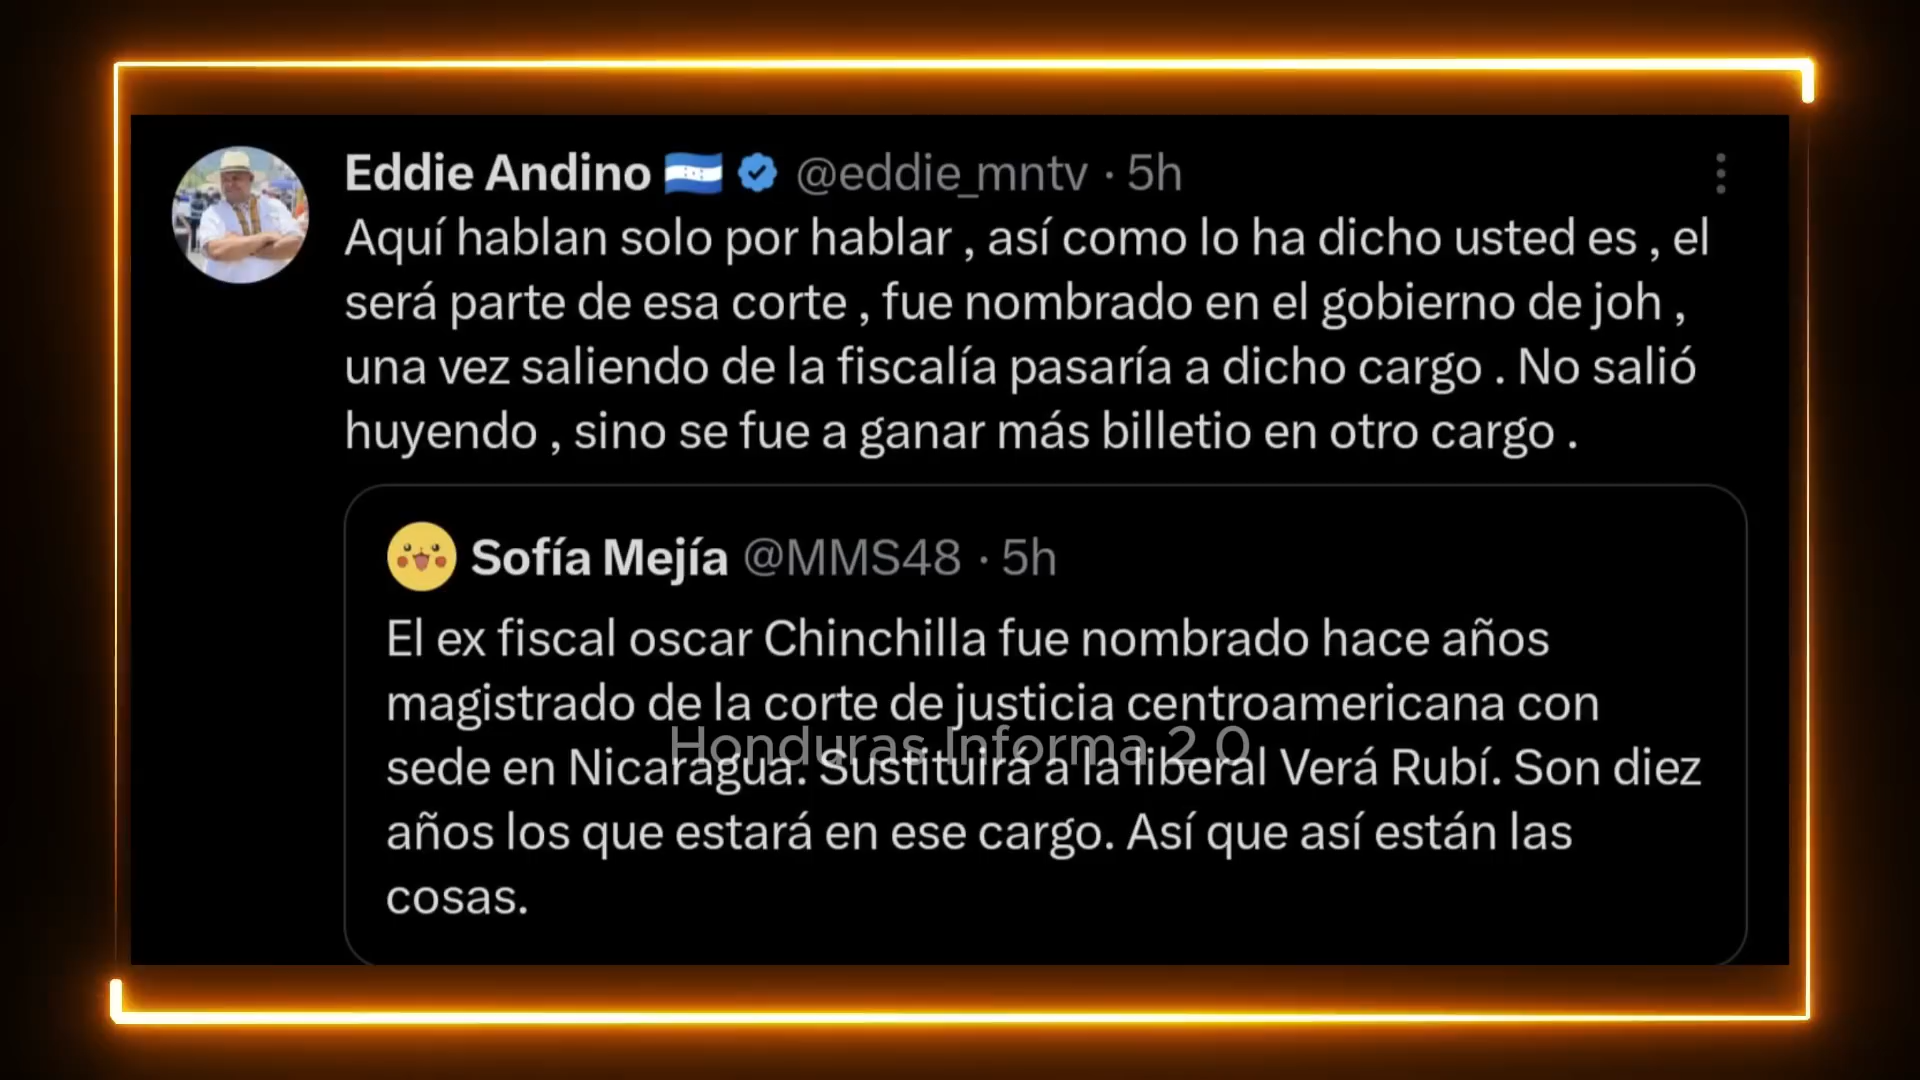 Eddie Andino @eddie_mntv · 5h
Aquí hablan solo por hablar , así como lo ha dicho usted es , el
será parte de esa corte , fue nombrado en el gobierno de joh ,
una vez saliendo de la fiscalía pasaría a dicho cargo . No salió
huyendo , sino se fue a ganar más billetio en otro cargo .
Sofía Mejía @MMS48 · 5h
El ex fiscal oscar Chinchilla fue nombrado hace años
magistrado de la corte de justicia centroamericana con
Honduras Informa 2.0
sede en Nicaragua. Sustituirá a la liberal Verá Rubí. Son diez
años los que estará en ese cargo. Así que así están las
cosas.